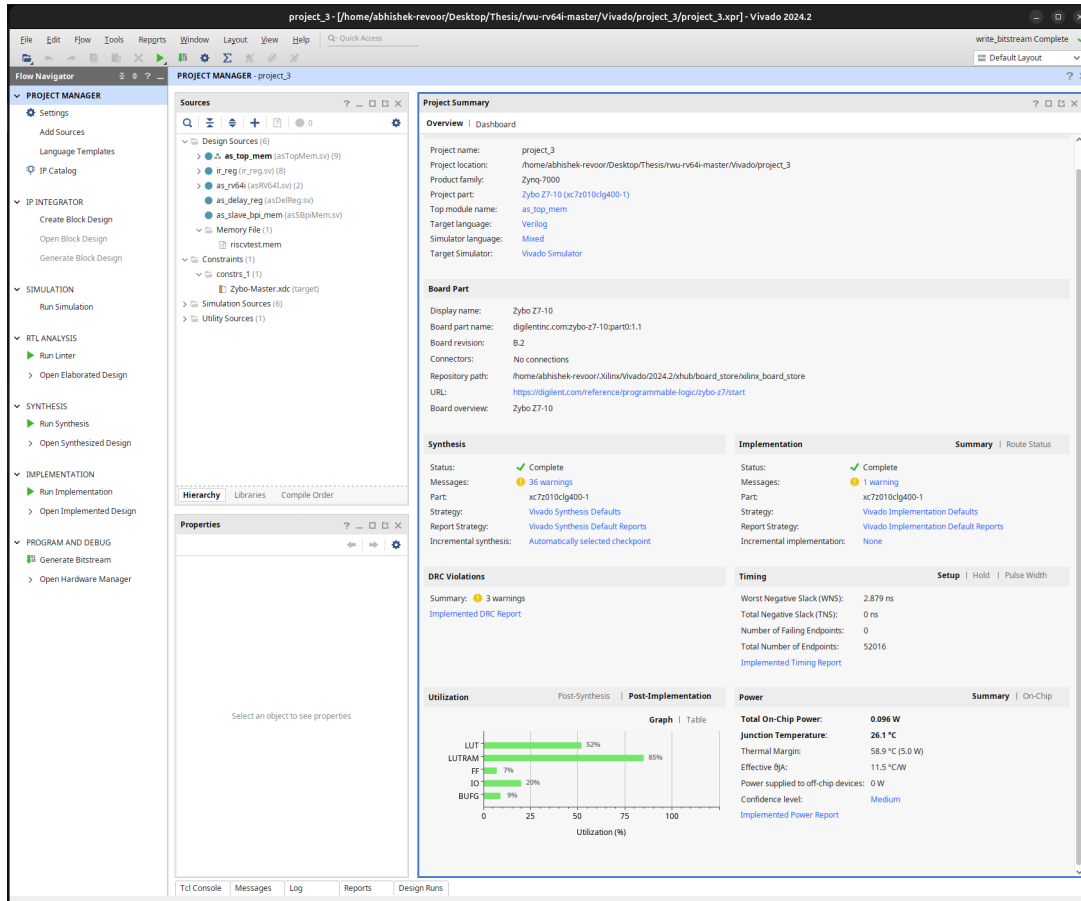 project_3 - [/home/abhishek-revoor/Desktop/Thesis/rwu-rv64i-master/Vivado/project_3/project_3.xpr] - Vivado 2024.2
File Edit Flow Tools Reports Window Layout View Help Q- Quick Access write_bitstream Complete
Default Layout
Flow Navigator
PROJECT MANAGER
Settings
Add Sources
Language Templates
IP Catalog
IP INTEGRATOR
Create Block Design
Open Block Design
Generate Block Design
SIMULATION
Run Simulation
RTL ANALYSIS
Run Linter
Open Elaborated Design
SYNTHESIS
Run Synthesis
Open Synthesized Design
IMPLEMENTATION
Run Implementation
Open Implemented Design
PROGRAM AND DEBUG
Generate Bitstream
Open Hardware Manager
PROJECT MANAGER - project_3
Sources
0
Design Sources (6)
as_top_mem (asTopMem.sv) (9)
ir_reg (ir_reg.sv) (8)
as_rv64i (asRV64I.sv) (2)
as_delay_reg (asDelReg.sv)
as_slave_bpi_mem (asSBpiMem.sv)
Memory File (1)
riscvtest.mem
Constraints (1)
constrs_1 (1)
Zybo-Master.xdc (target)
Simulation Sources (6)
Utility Sources (1)
Hierarchy Libraries Compile Order
Properties
Select an object to see properties
Project Summary
Overview | Dashboard
Project name: project_3
Project location: /home/abhishek-revoor/Desktop/Thesis/rwu-rv64i-master/Vivado/project_3
Product family: Zynq-7000
Project part: Zybo Z7-10 (xc7z010clg400-1)
Top module name: as_top_mem
Target language: Verilog
Simulator language: Mixed
Target Simulator: Vivado Simulator
Board Part
Display name: Zybo Z7-10
Board part name: digilentinc.com:zybo-z7-10:part0:1.1
Board revision: B.2
Connectors: No connections
Repository path: /home/abhishek-revoor/.Xilinx/Vivado/2024.2/xhub/board_store/xilinx_board_store
URL: https://digilent.com/reference/programmable-logic/zybo-z7/start
Board overview: Zybo Z7-10
Synthesis
Status: Complete
Messages: 36 warnings
Part: xc7z010clg400-1
Strategy: Vivado Synthesis Defaults
Report Strategy: Vivado Synthesis Default Reports
Incremental synthesis: Automatically selected checkpoint
Implementation Summary | Route Status
Status: Complete
Messages: 1 warning
Part: xc7z010clg400-1
Strategy: Vivado Implementation Defaults
Report Strategy: Vivado Implementation Default Reports
Incremental implementation: None
DRC Violations
Summary: 3 warnings
Implemented DRC Report
Timing Setup | Hold | Pulse Width
Worst Negative Slack (WNS): 2.879 ns
Total Negative Slack (TNS): 0 ns
Number of Failing Endpoints: 0
Total Number of Endpoints: 52016
Implemented Timing Report
Utilization Post-Synthesis | Post-Implementation
Graph | Table
LUT 52%
LUTRAM 85%
FF 7%
IO 20%
BUFG 9%
0 25 50 75 100
Utilization (%)
Power Summary | On-Chip
Total On-Chip Power: 0.096 W
Junction Temperature: 26.1 °C
Thermal Margin: 58.9 °C (5.0 W)
Effective θJA: 11.5 °C/W
Power supplied to off-chip devices: 0 W
Confidence level: Medium
Implemented Power Report
Tcl Console Messages Log Reports Design Runs